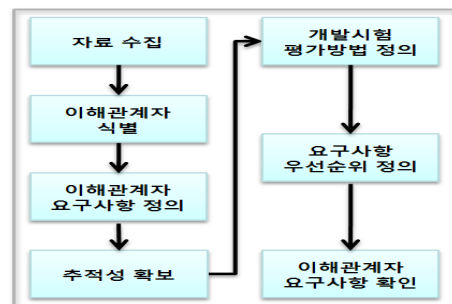 자료 수집
이해관계자
식별
이해관계자
요구사항 정의
추적성 확보
개발시험
평가방법 정의
요구사항
우선순위 정의
이해관계자
요구사항 확인